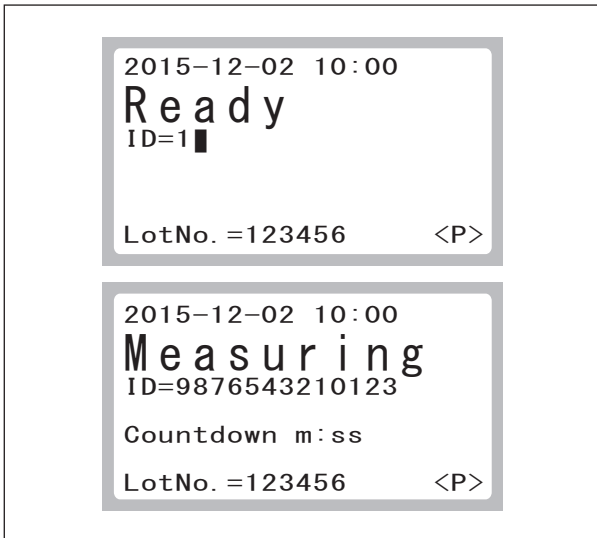 2015-12-02 10:00
Ready
ID=1
LotNo.=123456 <P>
2015-12-02 10:00
Measuring
ID=9876543210123
Countdown m:ss
LotNo.=123456 <P>